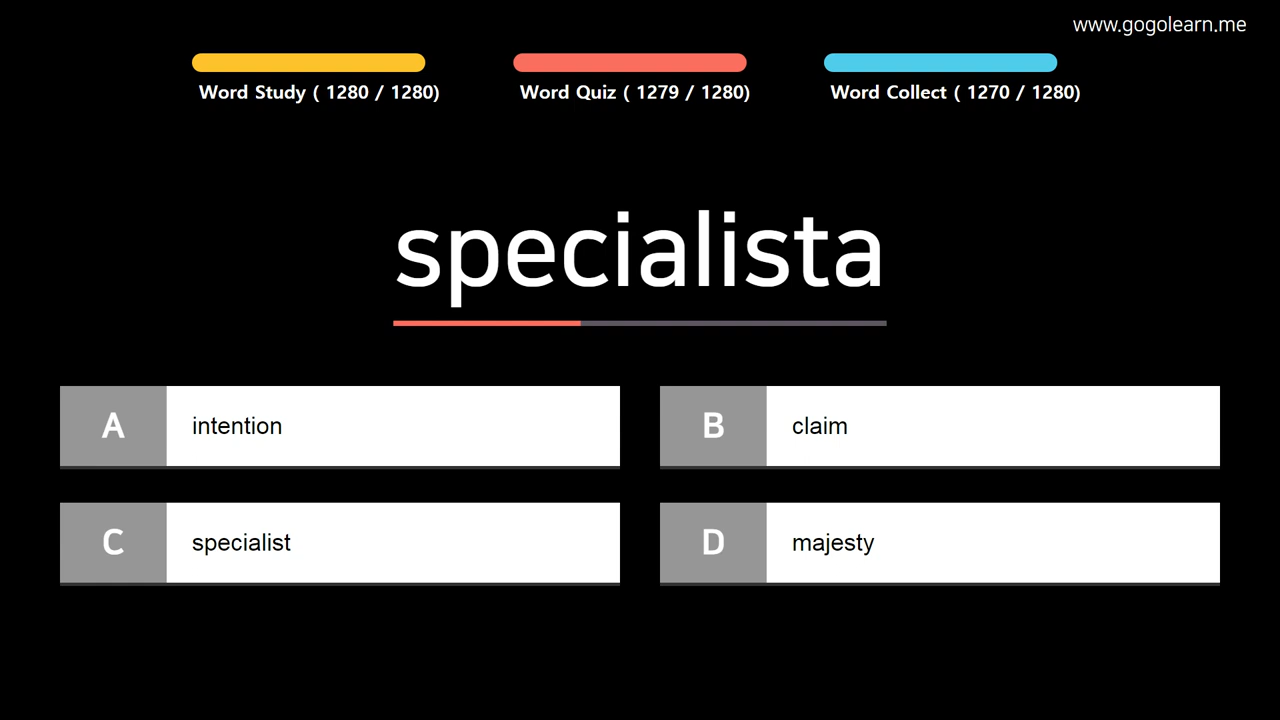 www.gogolearn.me
Word Study ( 1280 / 1280)
Word Quiz ( 1279 / 1280)
Word Collect ( 1270 / 1280)
specialista
A intention
B claim
C specialist
D majesty